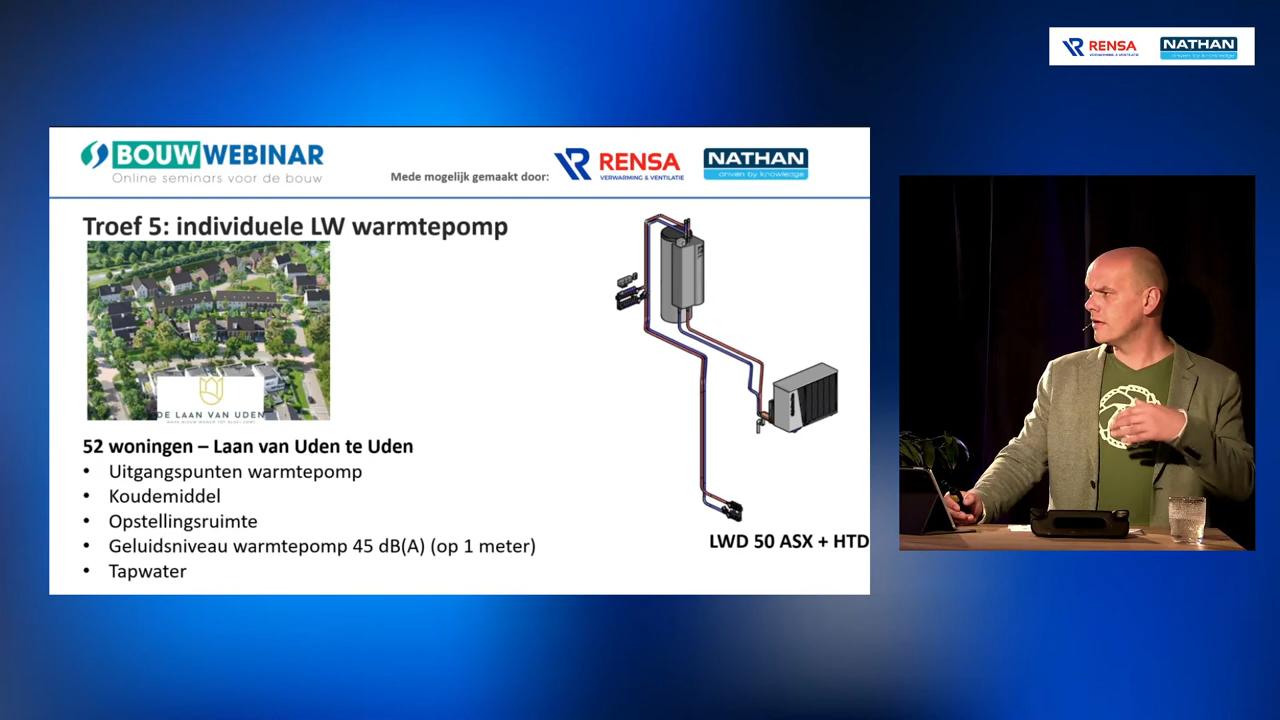 RENSA
VERWARMING & VENTILATIE
NATHAN
driven by knowledge
BOUWWEBINAR
Online seminars voor de bouw
Mede mogelijk gemaakt door:
RENSA
VERWARMING & VENTILATIE
NATHAN
driven by knowledge
Troef 5: individuele LW warmtepomp
DE LAAN VAN UDEN
52 woningen – Laan van Uden te Uden
• Uitgangspunten warmtepomp
• Koudemiddel
• Opstellingsruimte
• Geluidsniveau warmtepomp 45 dB(A) (op 1 meter)
• Tapwater
LWD 50 ASX + HTD